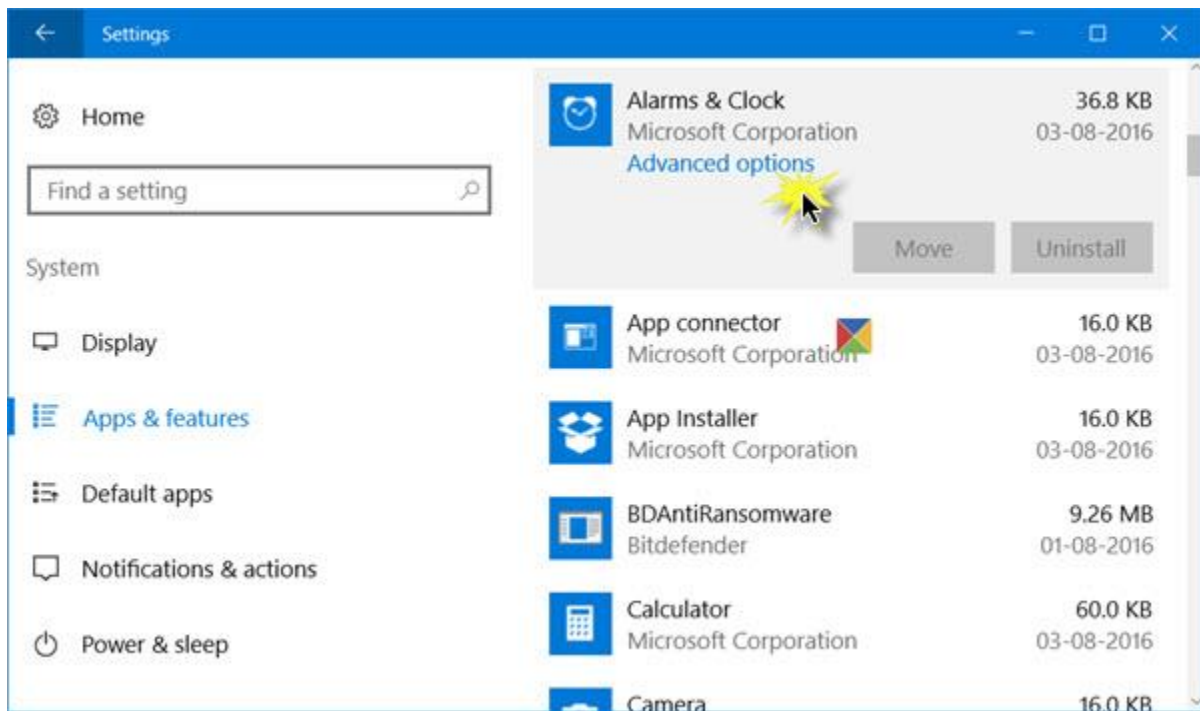 Settings
Home
Find a setting
System
Display
Apps & features
Default apps
Notifications & actions
Power & sleep
Alarms & Clock 36.8 KB
Microsoft Corporation 03-08-2016
Advanced options
Move Uninstall
App connector 16.0 KB
Microsoft Corporation 03-08-2016
App Installer 16.0 KB
Microsoft Corporation 03-08-2016
BDAntiRansomware 9.26 MB
Bitdefender 01-08-2016
Calculator 60.0 KB
Microsoft Corporation 03-08-2016
Camera 16.0 KB